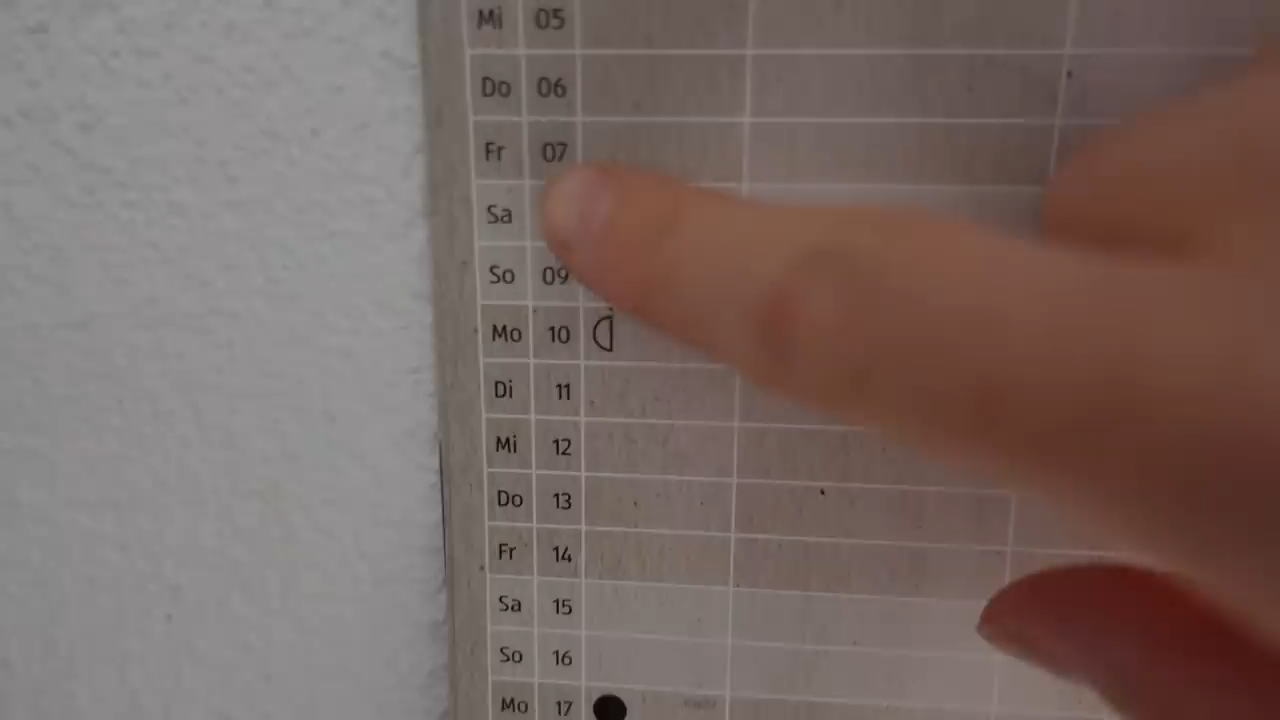 Mi 05
Do 06
Fr 07
Sa
So 09
Mo 10
Di 11
Mi 12
Do 13
Fr 14
Sa 15
So 16
Mo 17